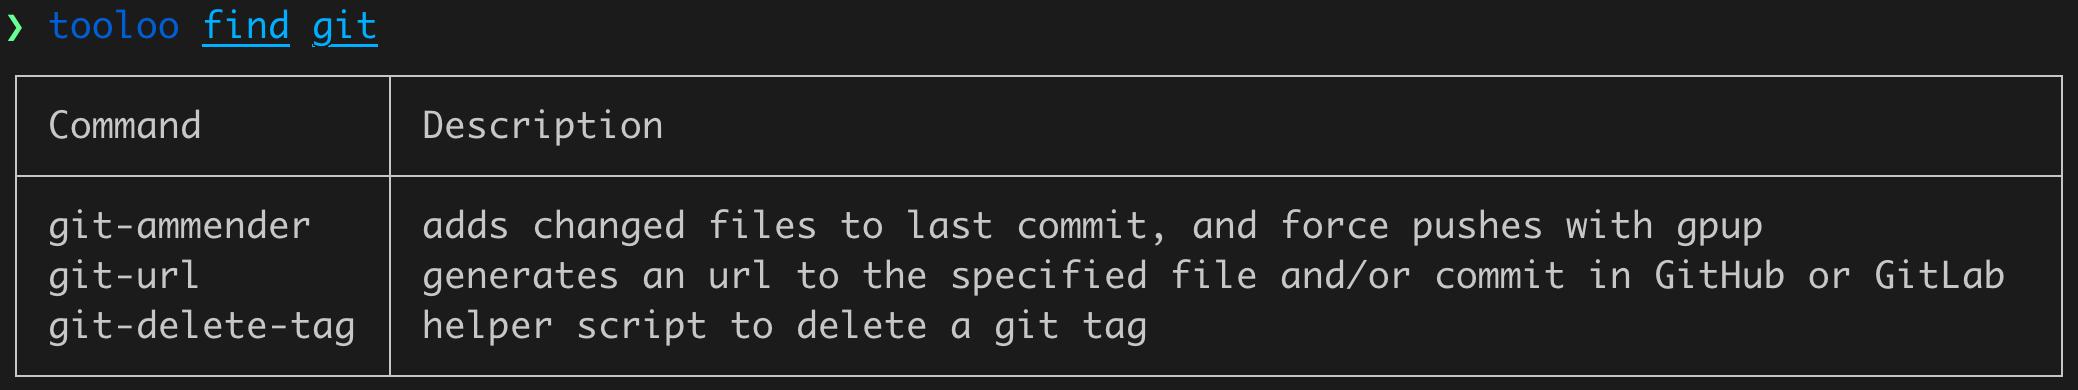 ❯ tooloo find git
Command Description
git-ammender adds changed files to last commit, and force pushes with gpup
git-url generates an url to the specified file and/or commit in GitHub or GitLab
git-delete-tag helper script to delete a git tag